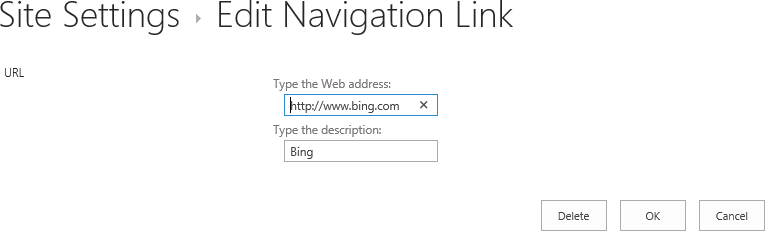 Site Settings ▸ Edit Navigation Link
URL
Type the Web address:
http://www.bing.com ×
Type the description:
Bing
Delete OK Cancel